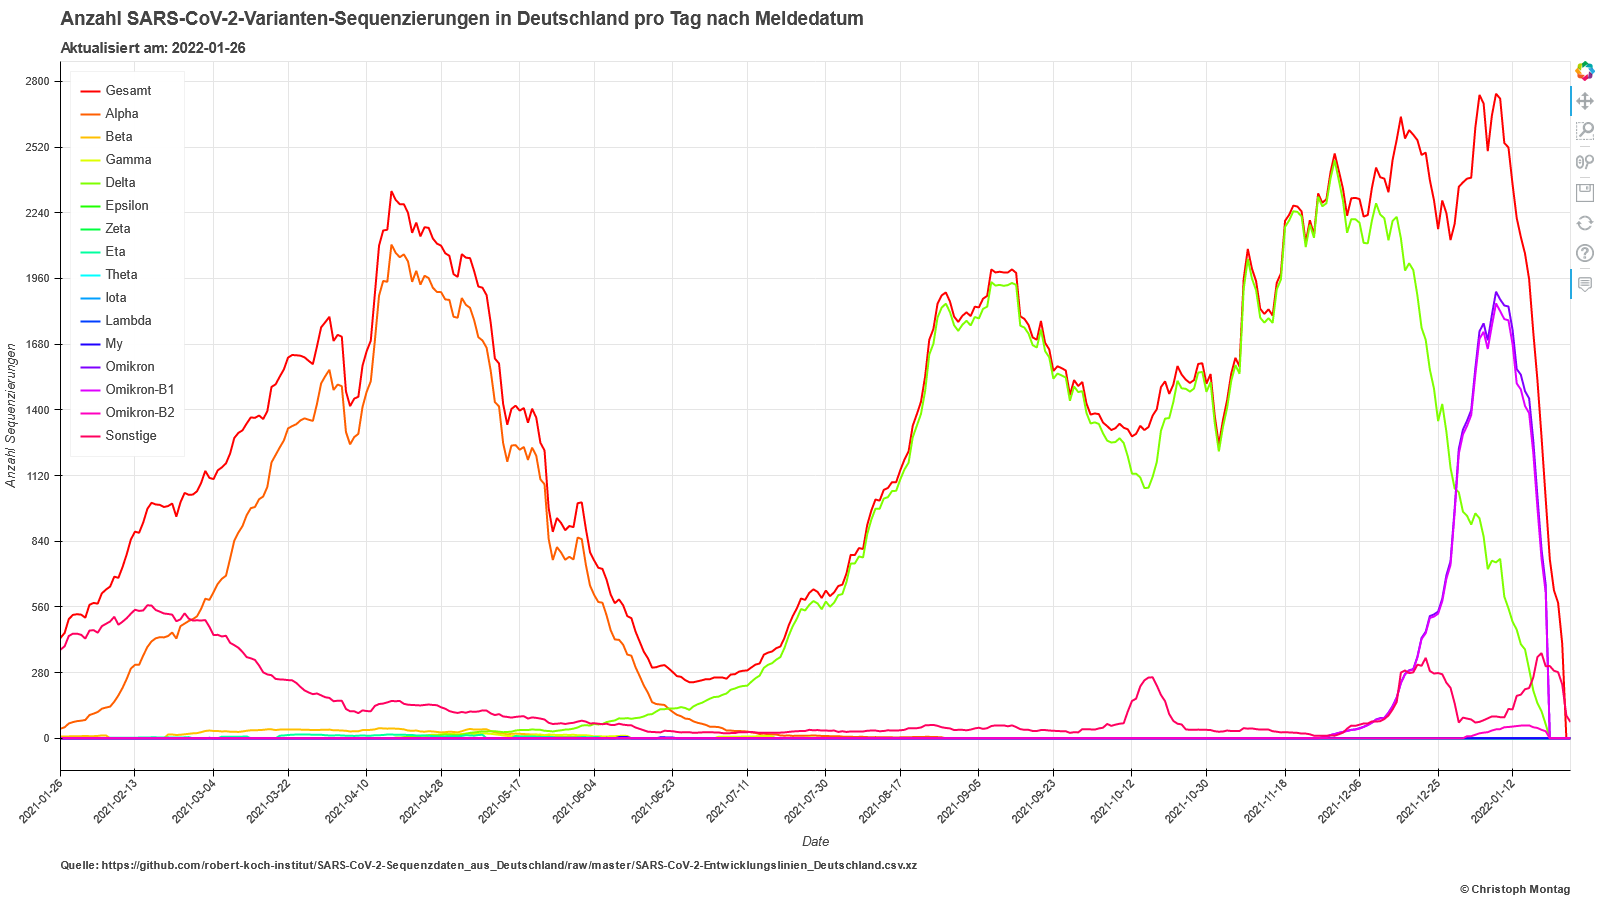 Anzahl SARS-CoV-2-Varianten-Sequenzierungen in Deutschland pro Tag nach Meldedatum
Aktualisiert am: 2022-01-26
Anzahl Sequenzierungen
2800
2520
2240
1960
1680
1400
1120
840
560
280
0
Gesamt
Alpha
Beta
Gamma
Delta
Epsilon
Zeta
Eta
Theta
Iota
Lambda
My
Omikron
Omikron-B1
Omikron-B2
Sonstige
2021-01-26
2021-02-13
2021-03-04
2021-03-22
2021-04-10
2021-04-28
2021-05-17
2021-06-04
2021-06-23
2021-07-11
2021-07-30
2021-08-17
2021-09-05
2021-09-23
2021-10-12
2021-10-30
2021-11-18
2021-12-06
2021-12-25
2022-01-12
Date
Quelle: https://github.com/robert-koch-institut/SARS-CoV-2-Sequenzdaten_aus_Deutschland/raw/master/SARS-CoV-2-Entwicklungslinien_Deutschland.csv.xz
© Christoph Montag